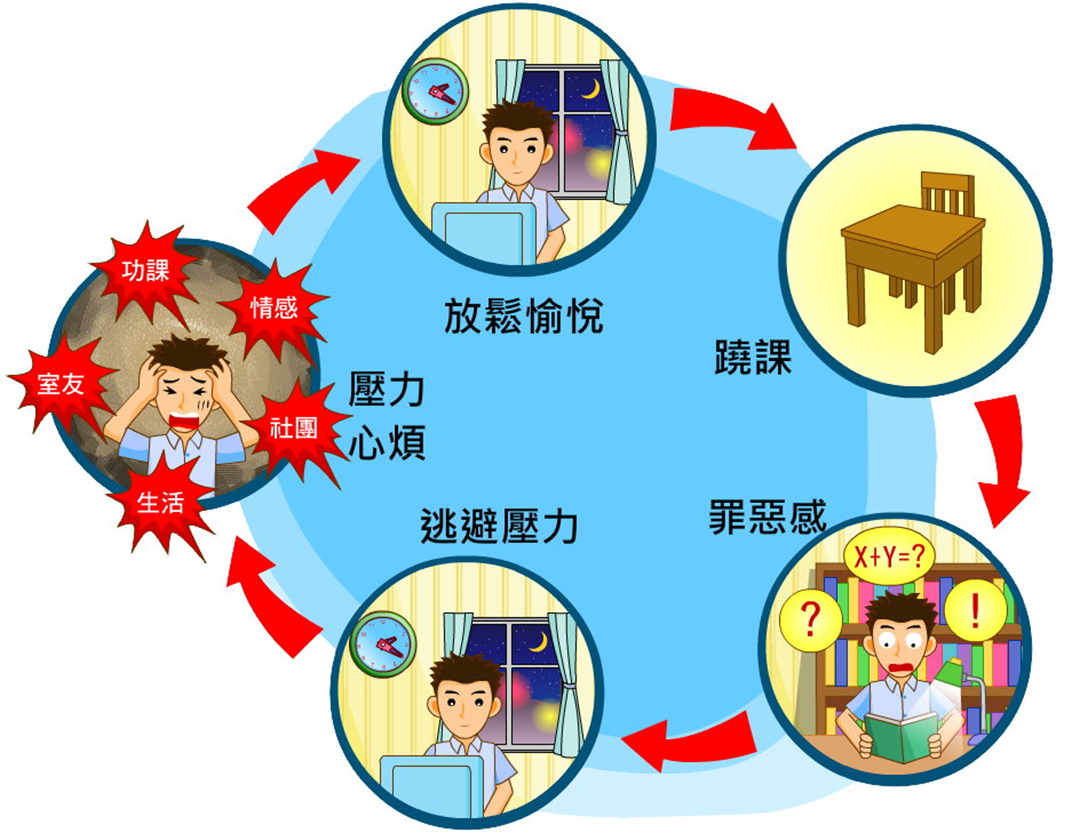 放鬆愉悅
蹺課
罪惡感
X+Y=?
?
!
逃避壓力
壓力
心煩
功課
情感
室友
社團
生活